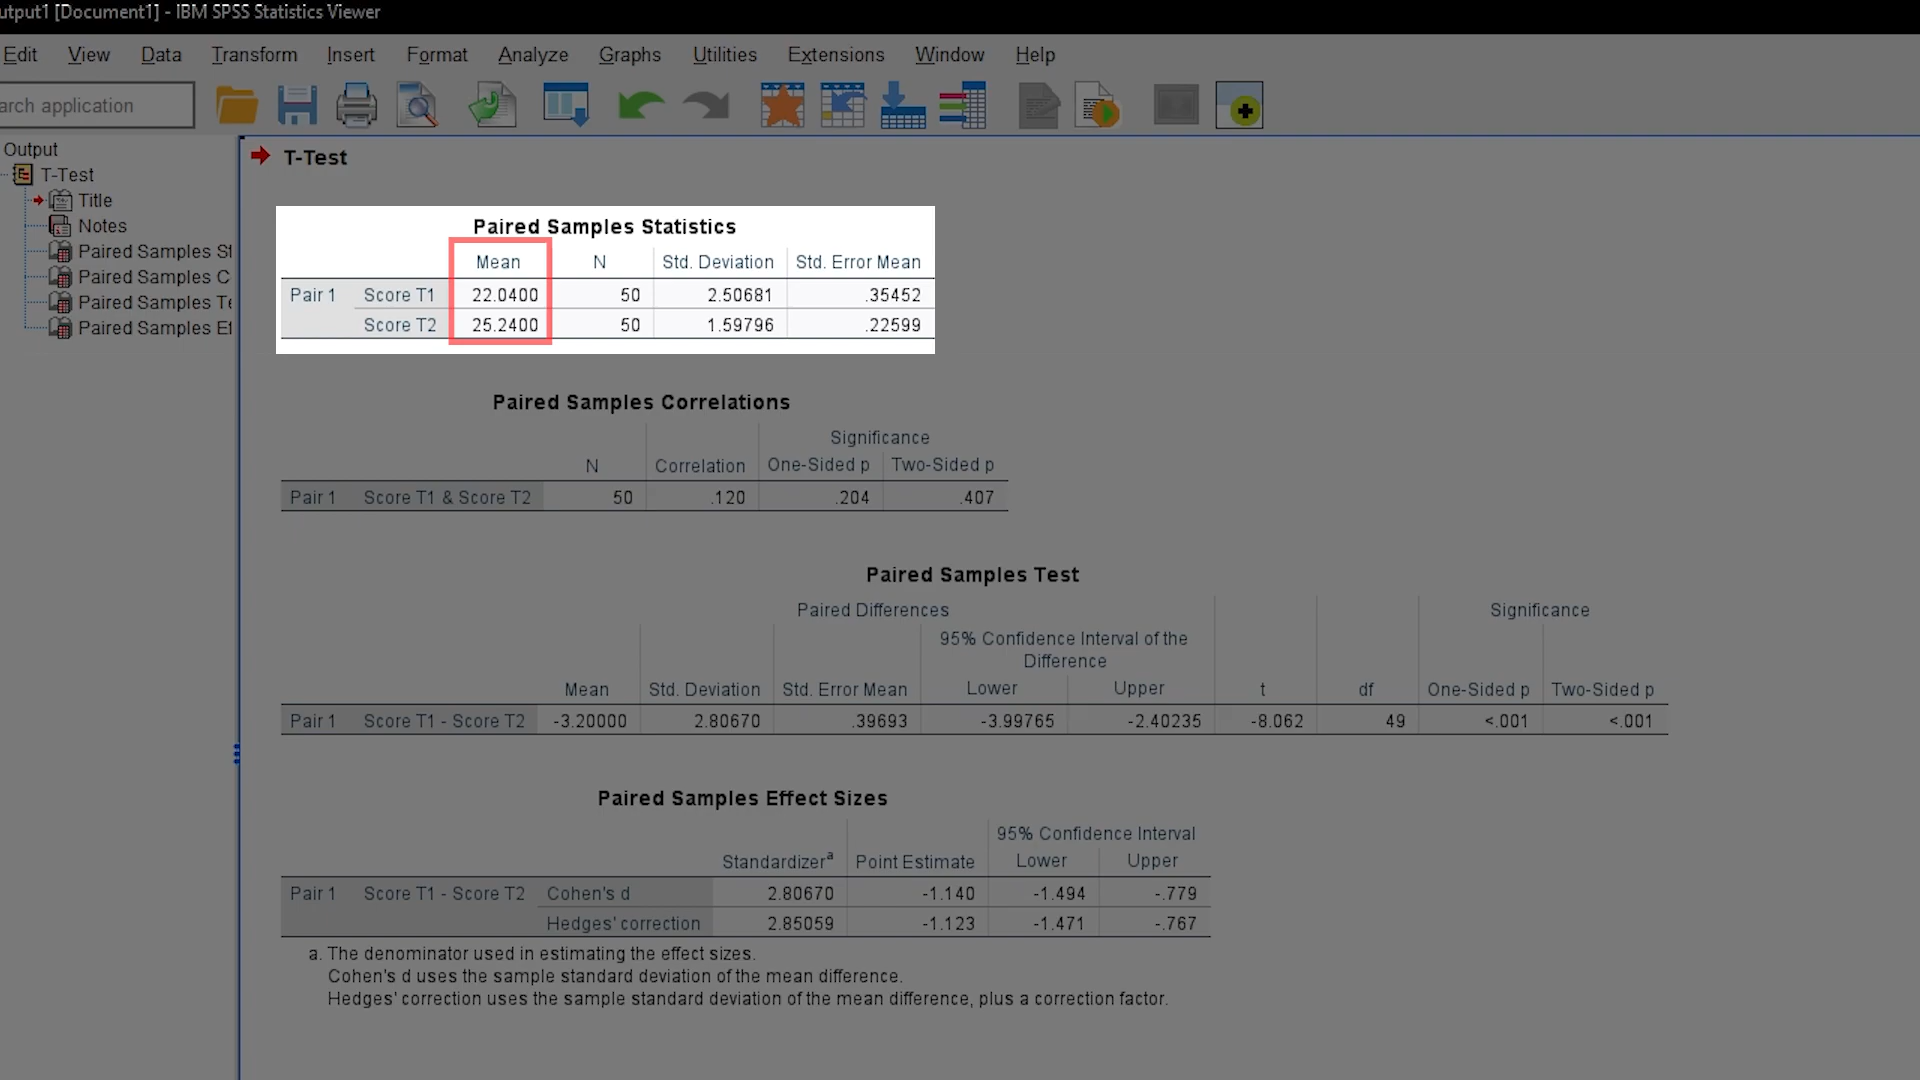 utput1 [Document1] - IBM SPSS Statistics Viewer
Edit View Data Transform Insert Format Analyze Graphs Utilities Extensions Window Help
arch application
Output
T-Test
Title
Notes
Paired Samples St
Paired Samples C
Paired Samples Te
Paired Samples Ef
T-Test
Paired Samples Statistics
Mean N Std. Deviation Std. Error Mean
Pair 1 Score T1 22.0400 50 2.50681 .35452
Score T2 25.2400 50 1.59796 .22599
Paired Samples Correlations
Significance
N Correlation One-Sided p Two-Sided p
Pair 1 Score T1 & Score T2 50 .120 .204 .407
Paired Samples Test
Paired Differences Significance
95% Confidence Interval of the
Difference
Mean Std. Deviation Std. Error Mean Lower Upper t df One-Sided p Two-Sided p
Pair 1 Score T1 - Score T2 -3.20000 2.80670 .39693 -3.99765 -2.40235 -8.062 49 <.001 <.001
Paired Samples Effect Sizes
95% Confidence Interval
Standardizerᵃ Point Estimate Lower Upper
Pair 1 Score T1 - Score T2 Cohen's d 2.80670 -1.140 -1.494 -.779
Hedges' correction 2.85059 -1.123 -1.471 -.767
a. The denominator used in estimating the effect sizes.
Cohen's d uses the sample standard deviation of the mean difference.
Hedges' correction uses the sample standard deviation of the mean difference, plus a correction factor.